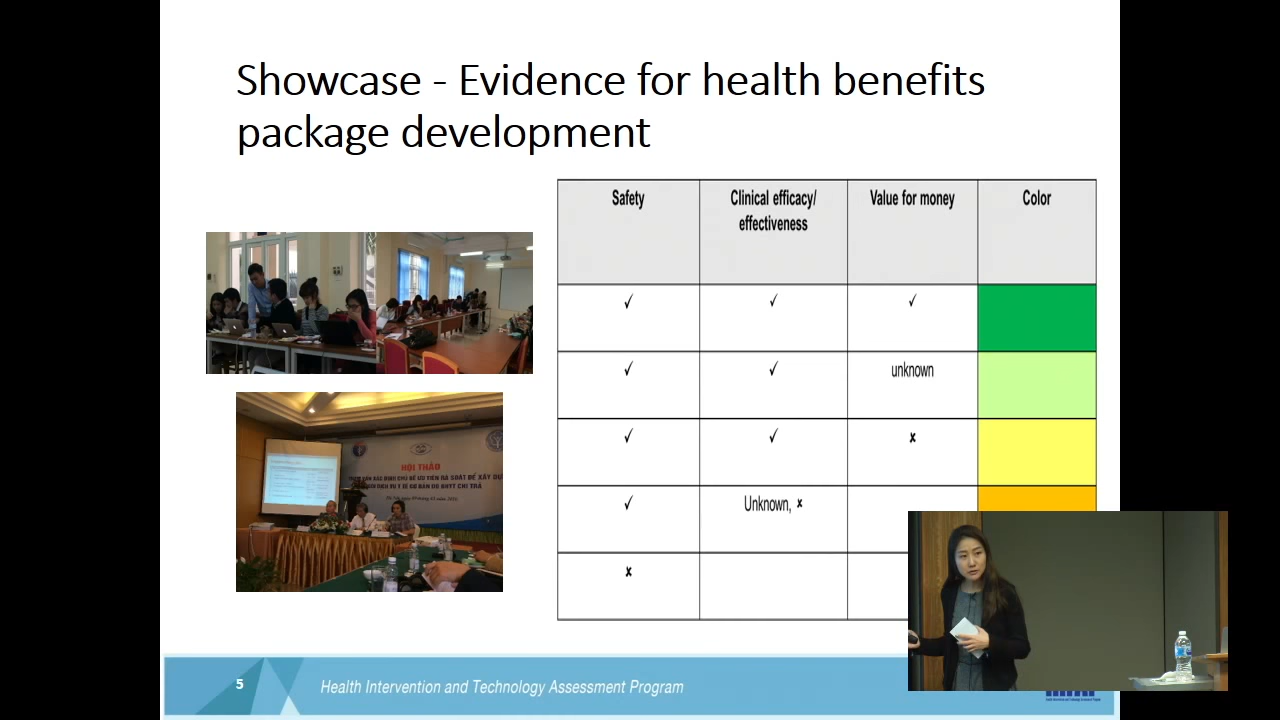 Showcase - Evidence for health benefits
package development
Safety
Clinical efficacy/
effectiveness
Value for money
Color
✓
✓
✓
✓
✓
unknown
✓
✓
✗
✓
Unknown, ✗
✗
HỘI THẢO
5
Health Intervention and Technology Assessment Program